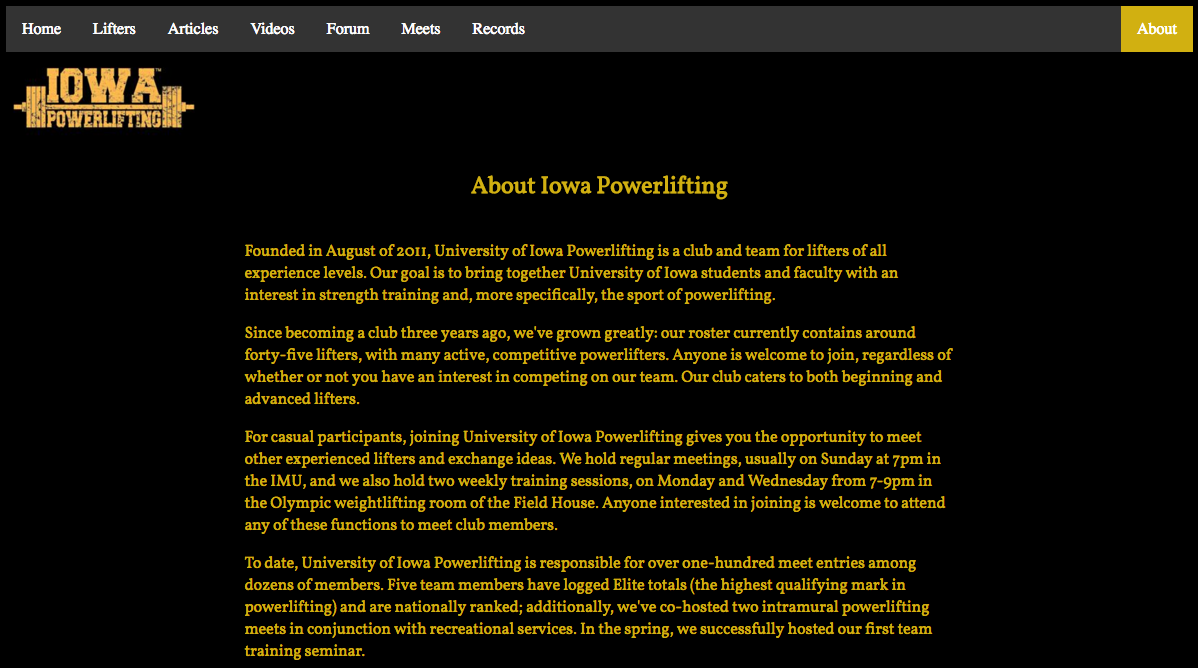 Home Lifters Articles Videos Forum Meets Records About
IOWA™
POWERLIFTING
About Iowa Powerlifting
Founded in August of 2011, University of Iowa Powerlifting is a club and team for lifters of all
experience levels. Our goal is to bring together University of Iowa students and faculty with an
interest in strength training and, more specifically, the sport of powerlifting.
Since becoming a club three years ago, we've grown greatly: our roster currently contains around
forty-five lifters, with many active, competitive powerlifters. Anyone is welcome to join, regardless of
whether or not you have an interest in competing on our team. Our club caters to both beginning and
advanced lifters.
For casual participants, joining University of Iowa Powerlifting gives you the opportunity to meet
other experienced lifters and exchange ideas. We hold regular meetings, usually on Sunday at 7pm in
the IMU, and we also hold two weekly training sessions, on Monday and Wednesday from 7-9pm in
the Olympic weightlifting room of the Field House. Anyone interested in joining is welcome to attend
any of these functions to meet club members.
To date, University of Iowa Powerlifting is responsible for over one-hundred meet entries among
dozens of members. Five team members have logged Elite totals (the highest qualifying mark in
powerlifting) and are nationally ranked; additionally, we've co-hosted two intramural powerlifting
meets in conjunction with recreational services. In the spring, we successfully hosted our first team
training seminar.